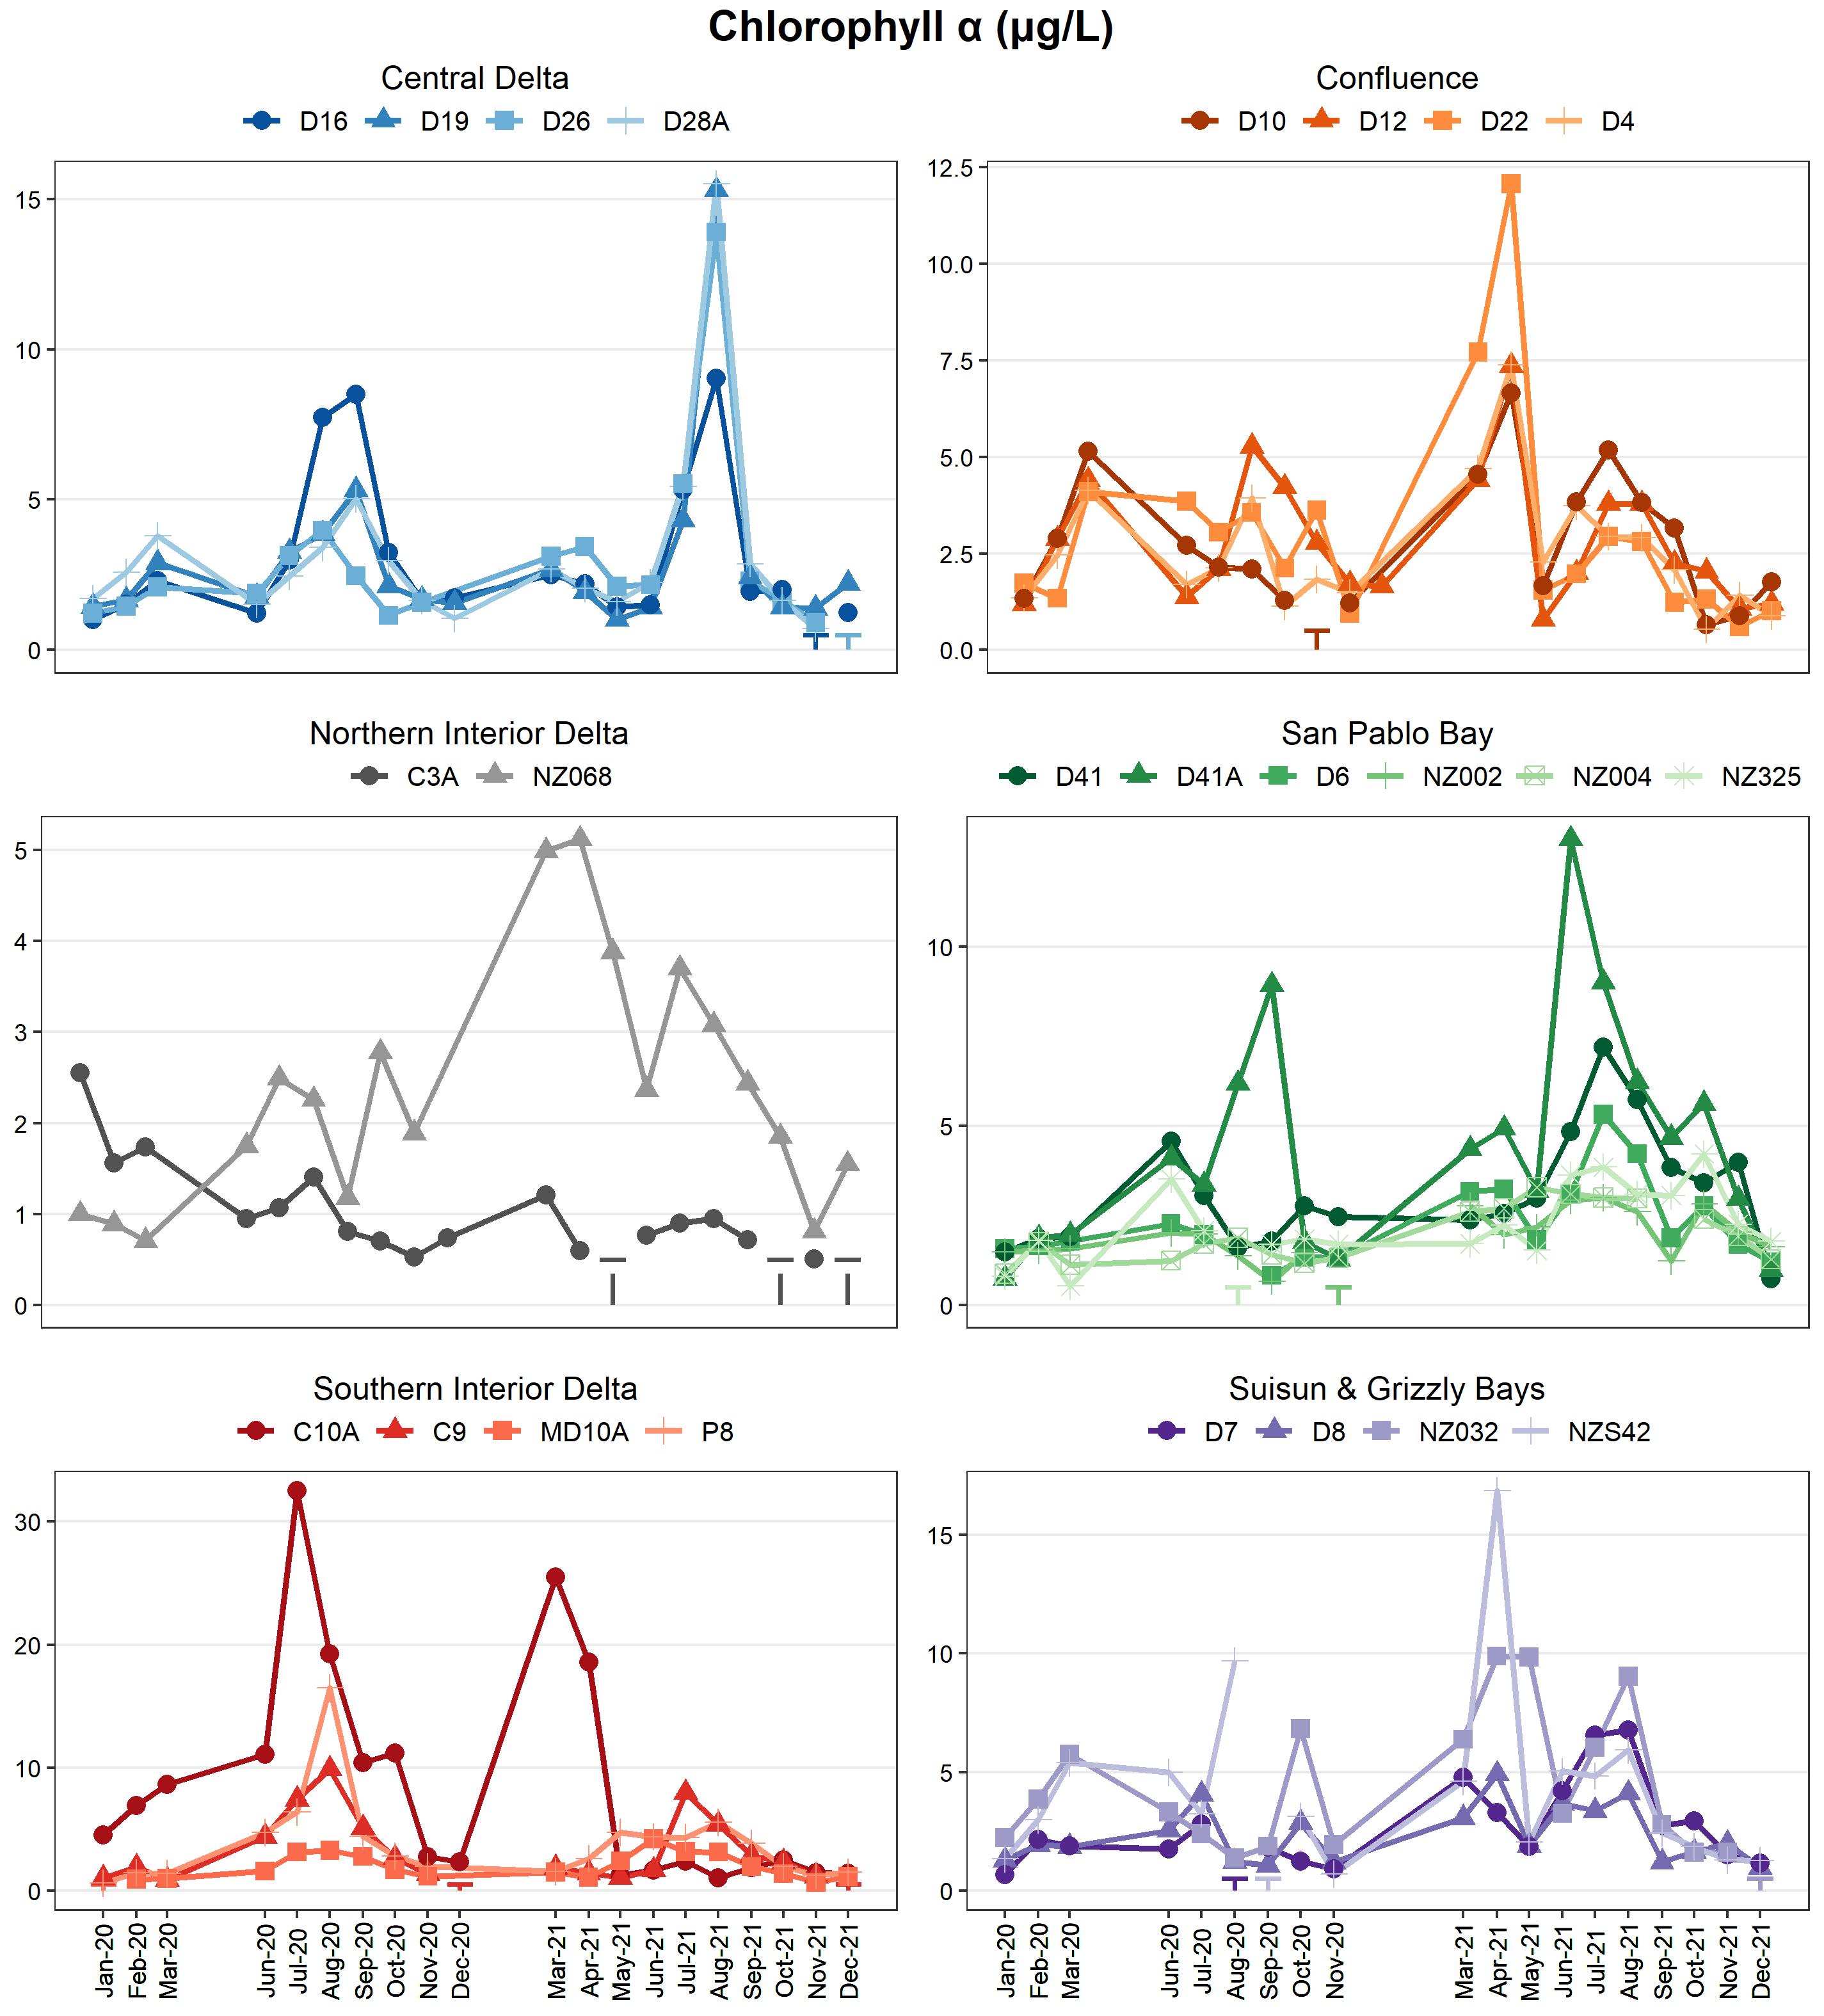 Chlorophyll α (μg/L)
Central Delta
D16 D19 D26 D28A
15
10
5
0
Confluence
D10 D12 D22 D4
12.5
10.0
7.5
5.0
2.5
0.0
Northern Interior Delta
C3A NZ068
5
4
3
2
1
0
San Pablo Bay
D41 D41A D6 NZ002 NZ004 NZ325
10
5
0
Southern Interior Delta
C10A C9 MD10A P8
30
20
10
0
Jan-20 Feb-20 Mar-20 Jun-20 Jul-20 Aug-20 Sep-20 Oct-20 Nov-20 Dec-20 Mar-21 Apr-21 May-21 Jun-21 Jul-21 Aug-21 Sep-21 Oct-21 Nov-21 Dec-21
Suisun & Grizzly Bays
D7 D8 NZ032 NZS42
15
10
5
0
Jan-20 Feb-20 Mar-20 Jun-20 Jul-20 Aug-20 Sep-20 Oct-20 Nov-20 Mar-21 Apr-21 May-21 Jun-21 Jul-21 Aug-21 Sep-21 Oct-21 Nov-21 Dec-21